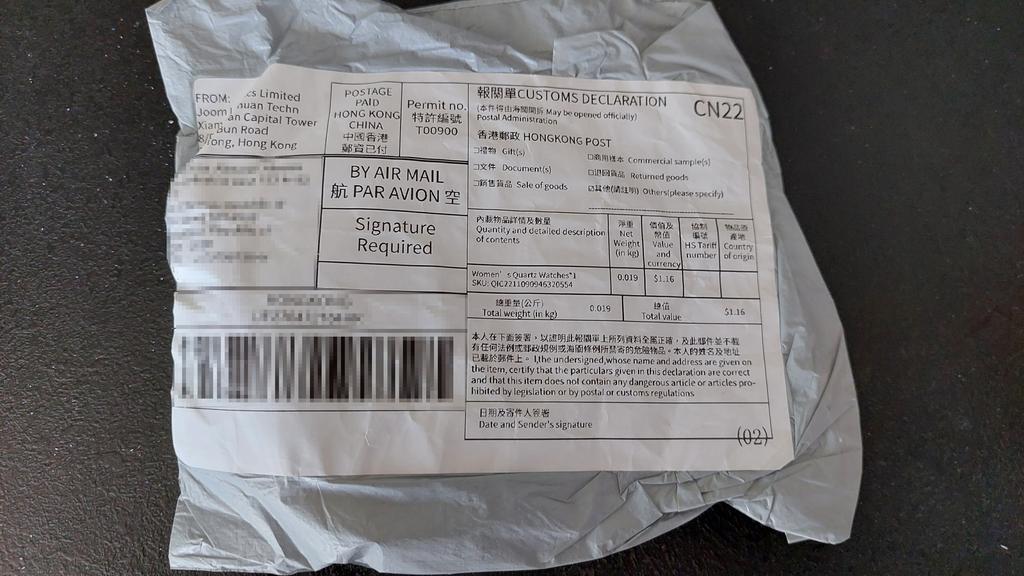 FROM:
Limited
Techn
Capital Tower
Road
Hong Kong
POSTAGE
PAID
HONG KONG
CHINA
中國香港
郵資已付
Permit no.
特許編號
T00900
BY AIR MAIL
航 PAR AVION 空
Signature
Required
報關單CUSTOMS DECLARATION
CN22
(本件得由海關開拆 May be opened officially)
Postal Administration
香港郵政 HONGKONG POST
□禮物 Gift(s)
□商用樣本 Commercial sample(s)
□文件 Document(s)
□退回貨品 Returned goods
□銷售貨品 Sale of goods
☑其他(請註明) Others(please specify)
內載物品詳情及數量
Quantity and detailed description
of contents
淨重
Net
Weight
(in kg)
價值及
幣值
Value
and
currency
協制
編號
HS Tariff
number
物品原
產地
Country
of origin
Women's Quartz Watches*1
SKU: QIC2211090946320554
0.019
$1.16
總重量(公斤)
Total weight (in kg)
0.019
總值
Total value
$1.16
本人在下面簽署，以證明此報關單上所列資料全屬正確，及此郵件並不載
有任何法例或郵政規例或海關條例所禁寄的危險物品。本人的姓名及地址
已載於郵件上。 I,the undersigned,whose name and address are given on
the item, certify that the particulars given in this declaration are correct
and that this item does not contain any dangerous article or articles pro-
hibited by legislation or by postal or customs regulations
日期及寄件人簽署
Date and Sender's signature
(02)